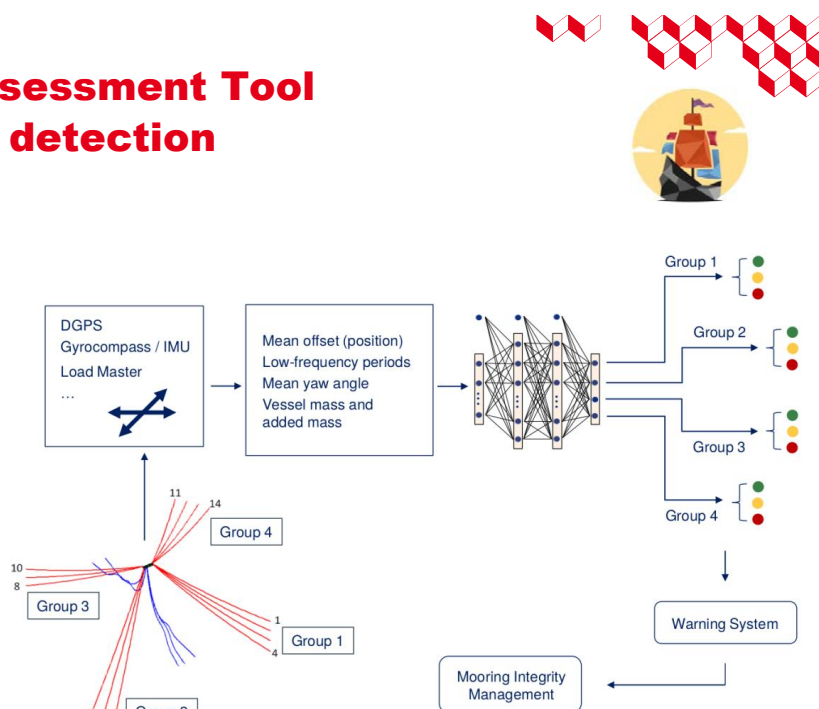 sessment Tool
detection
DGPS
Gyrocompass / IMU
Load Master
...
Mean offset (position)
Low-frequency periods
Mean yaw angle
Vessel mass and
added mass
Group 1
Group 2
Group 3
Group 4
11
14
Group 4
10
8
Group 3
1
4
Group 1
Warning System
Mooring Integrity
Management